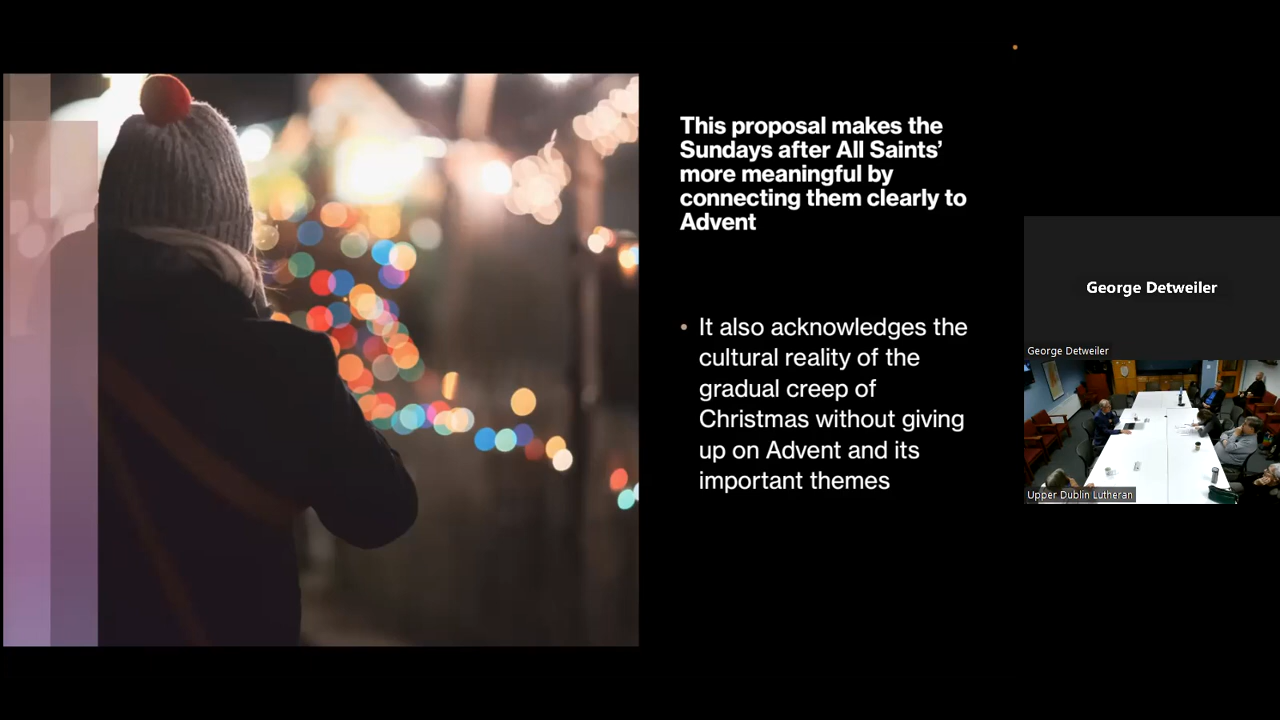 This proposal makes the
Sundays after All Saints’
more meaningful by
connecting them clearly to
Advent
• It also acknowledges the
cultural reality of the
gradual creep of
Christmas without giving
up on Advent and its
important themes
George Detweiler
George Detweiler
Upper Dublin Lutheran